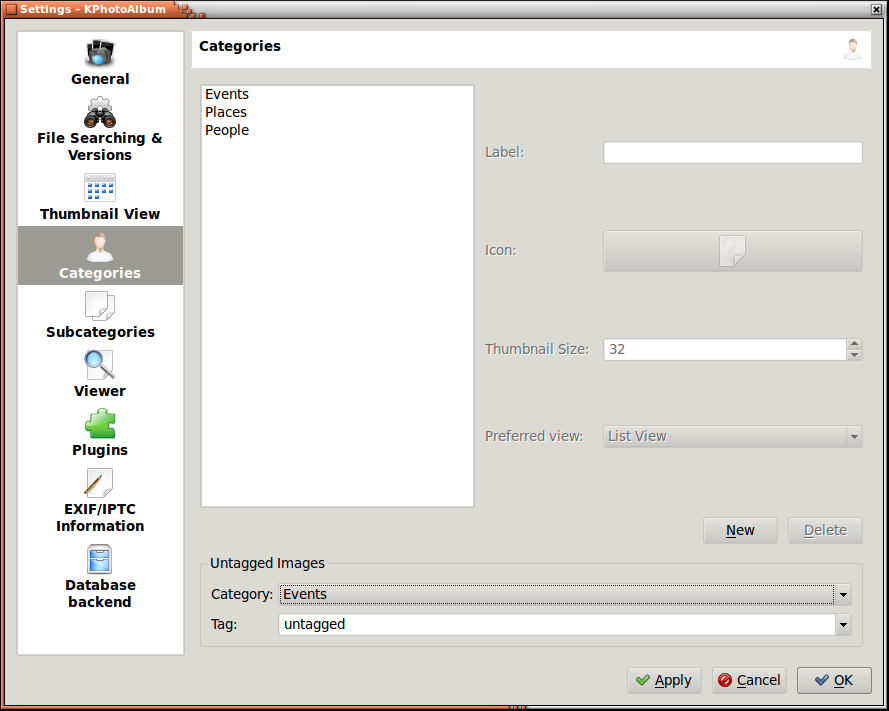 Settings – KPhotoAlbum
General
File Searching &
Versions
Thumbnail View
Categories
Subcategories
Viewer
Plugins
EXIF/IPTC
Information
Database
backend
Categories
Events
Places
People
Label:
Icon:
Thumbnail Size: 32
Preferred view: List View
New Delete
Untagged Images
Category: Events
Tag: untagged
Apply Cancel OK